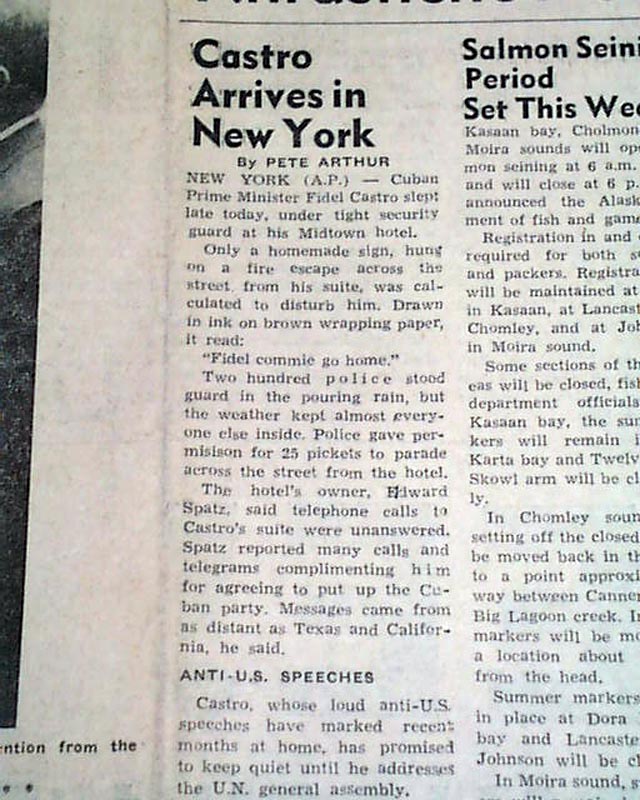 Castro
Arrives in
New York
By PETE ARTHUR
NEW YORK (A.P.) — Cuban
Prime Minister Fidel Castro slept
late today, under tight security
guard at his Midtown hotel.
Only a homemade sign, hung
on a fire escape across the
street from his suite, was cal-
culated to disturb him. Drawn
in ink on brown wrapping paper,
it read:
"Fidel commie go home."
Two hundred police stood
guard in the pouring rain, but
the weather kept almost every-
one else inside. Police gave per-
misison for 25 pickets to parade
across the street from the hotel.
The hotel's owner, Edward
Spatz, said telephone calls to
Castro's suite were unanswered.
Spatz reported many calls and
telegrams complimenting him
for agreeing to put up the Cu-
ban party. Messages came from
as distant as Texas and Califor-
nia, he said.
ANTI-U.S. SPEECHES
Castro, whose loud anti-U.S.
speeches have marked recent
months at home, has promised
to keep quiet until he addresses
the U.N. general assembly.
Salmon Seini
Period
Set This Wee
Kasaan bay, Cholmon
Moira sounds will op
mon seining at 6 a.m.
and will close at 6 p.
announced the Alask
ment of fish and game
Registration in and
required for both s
and packers. Registra
will be maintained at
in Kasaan, at Lancast
Chomley, and at Joh
in Moira sound.
Some sections of th
eas will be closed, fish
department officials
Kasaan bay, the sum
kers will remain i
Karta bay and Twelv
Skowl arm will be cl
ly.
In Chomley soun
setting off the closed
be moved back in th
to a point approxi
way between Canner
Big Lagoon creek. In
markers will be mo
a location about
from the head.
Summer markers
in place at Dora
bay and Lancaste
Johnson will be cl
In Moira sound, s
ention from the